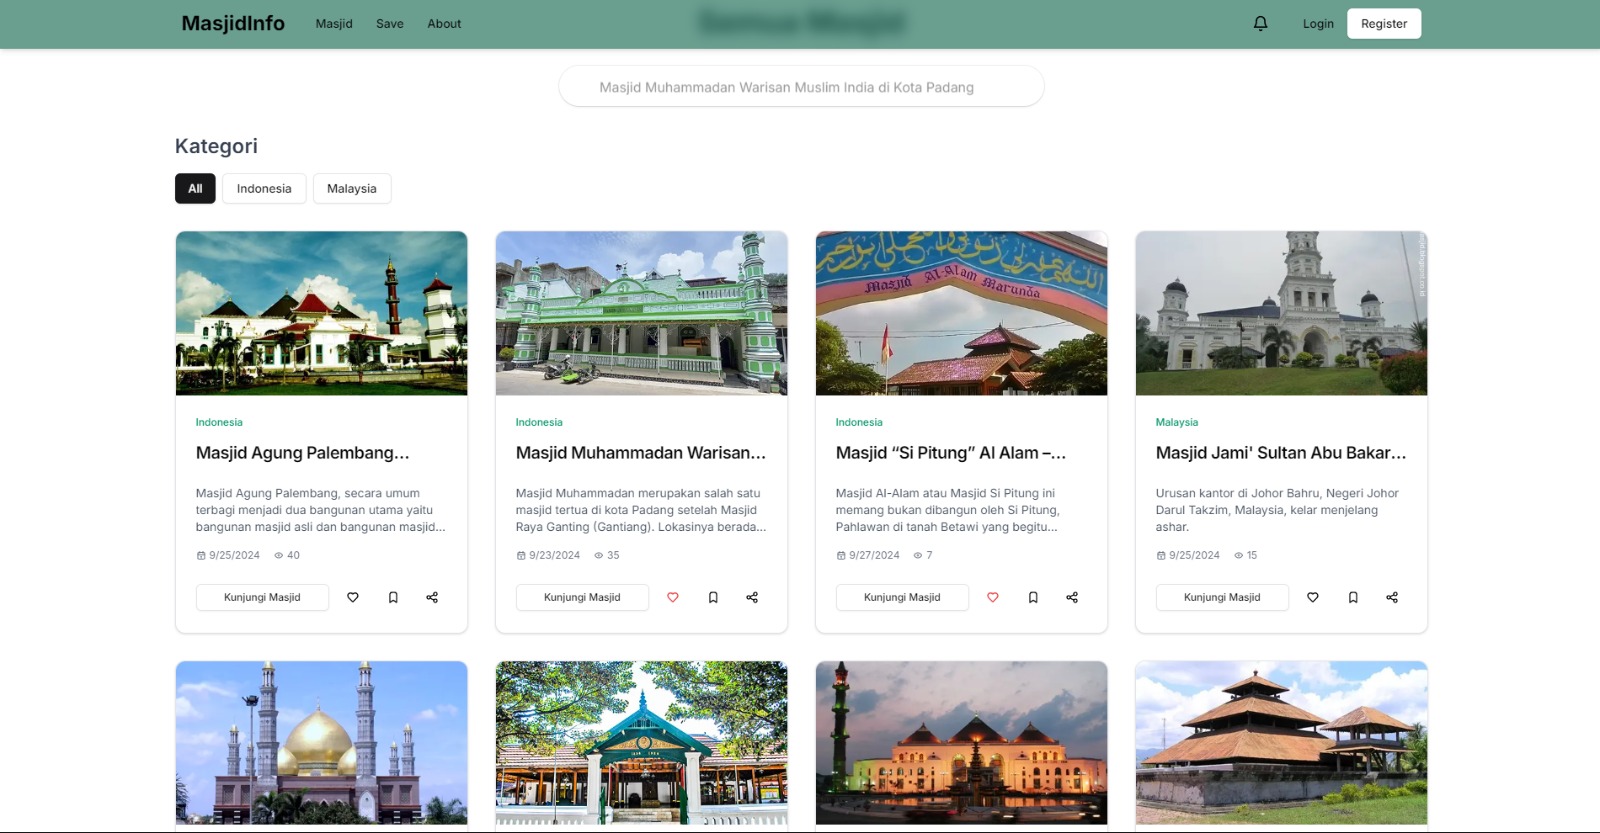 MasjidInfo
Masjid
Save
About
Semua Masjid
Login
Register
Masjid Muhammadan Warisan Muslim India di Kota Padang
Kategori
All
Indonesia
Malaysia
Masjid Al-Alam Marunda
Indonesia
Masjid Agung Palembang...
Masjid Agung Palembang, secara umum
terbagi menjadi dua bangunan utama yaitu
bangunan masjid asli dan bangunan masjid...
9/25/2024
40
Kunjungi Masjid
Indonesia
Masjid Muhammadan Warisan...
Masjid Muhammadan merupakan salah satu
masjid tertua di kota Padang setelah Masjid
Raya Ganting (Gantiang). Lokasinya berada...
9/23/2024
35
Kunjungi Masjid
Indonesia
Masjid “Si Pitung” Al Alam –...
Masjid Al-Alam atau Masjid Si Pitung ini
memang bukan dibangun oleh Si Pitung,
Pahlawan di tanah Betawi yang begitu...
9/27/2024
7
Kunjungi Masjid
Malaysia
Masjid Jami' Sultan Abu Bakar...
Urusan kantor di Johor Bahru, Negeri Johor
Darul Takzim, Malaysia, kelar menjelang
ashar.
9/25/2024
15
Kunjungi Masjid